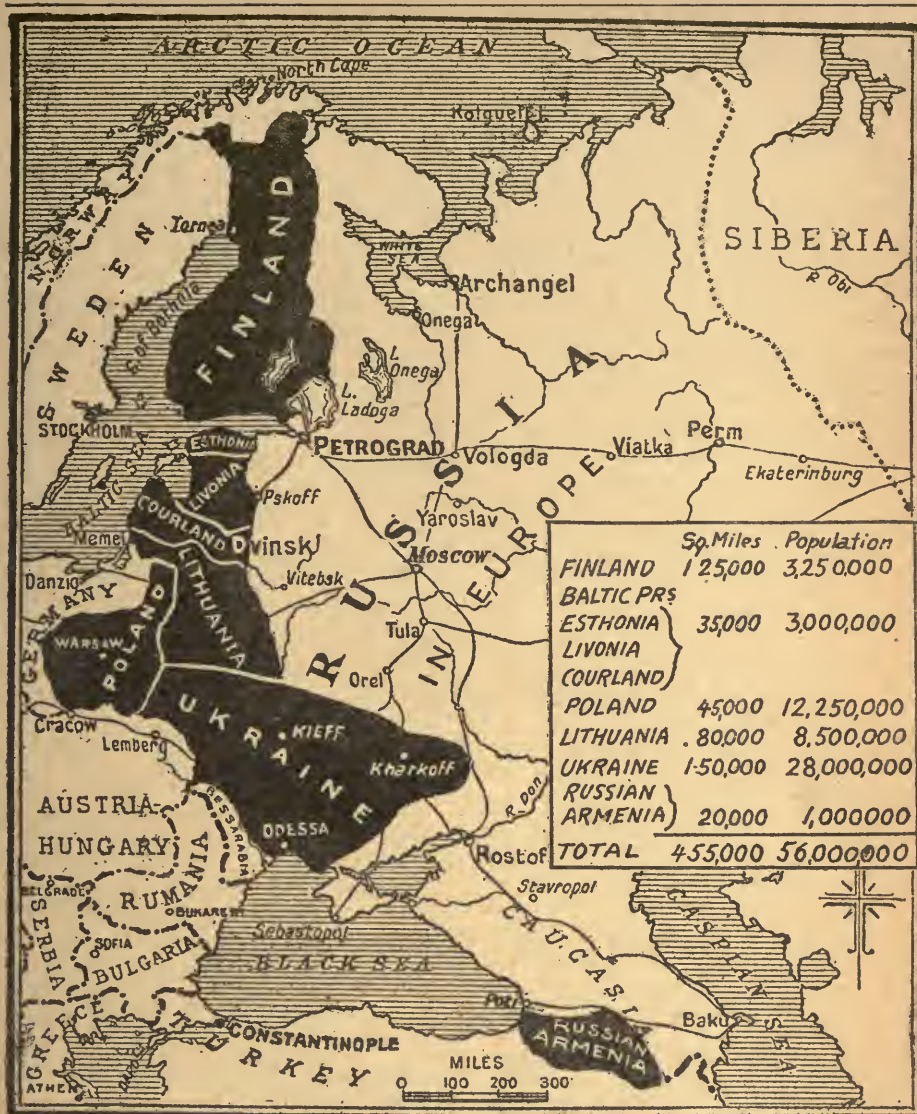 ARCTIC OCEAN
North Cape
Kolguef I.
NORWAY
SWEDEN
Tornea
FINLAND
G. of Bothnia
WHITE SEA
Archangel
Onega
SIBERIA
R. Obi
L. Onega
L. Ladoga
STOCKHOLM
BALTIC SEA
ESTHONIA
PETROGRAD
Vologda
Viatka
Perm
Ekaterinburg
LIVONIA
Pskoff
Yaroslav
COURLAND
Dvinsk
Memel
Moscow
RUSSIA
IN EUROPE
Danzig
LITHUANIA
Vitebsk
GERMANY
WARSAW
POLAND
Tula
Orel
Cracow
Lemberg
UKRAINE
KIEFF
Kharkoff
AUSTRIA-
HUNGARY
BESSARABIA
ODESSA
R. Don
Rostof
Stavropol
RUMANIA
BELGRADE
BUKAREST
SERBIA
SOFIA
BULGARIA
Sebastopol
BLACK SEA
CAUCASI
CASPIAN SEA
Poti
Baku
RUSSIAN
ARMENIA
GREECE
ATHEN
CONSTANTINOPLE
TURKEY
MILES
0 100 200 300
Sq. Miles Population
FINLAND 125,000 3,250,000
BALTIC PRS
ESTHONIA 35,000 3,000,000
LIVONIA
COURLAND
POLAND 45,000 12,250,000
LITHUANIA .80,000 8,500,000
UKRAINE 1-50,000 28,000,000
RUSSIAN
ARMENIA 20,000 1,000000
TOTAL 455,000 56,000,000